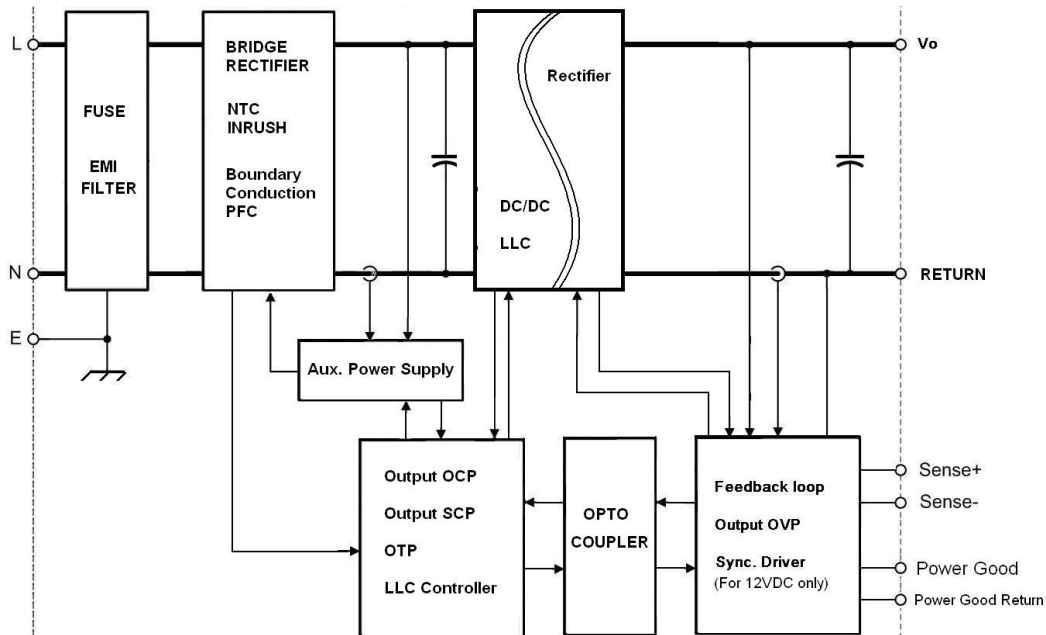 L
N
E
FUSE
EMI
FILTER
BRIDGE
RECTIFIER
NTC
INRUSH
Boundary
Conduction
PFC
Rectifier
DC/DC
LLC
Vo
RETURN
Aux. Power Supply
Output OCP
Output SCP
OTP
LLC Controller
OPTO
COUPLER
Feedback loop
Output OVP
Sync. Driver
(For 12VDC only)
Sense+
Sense-
Power Good
Power Good Return